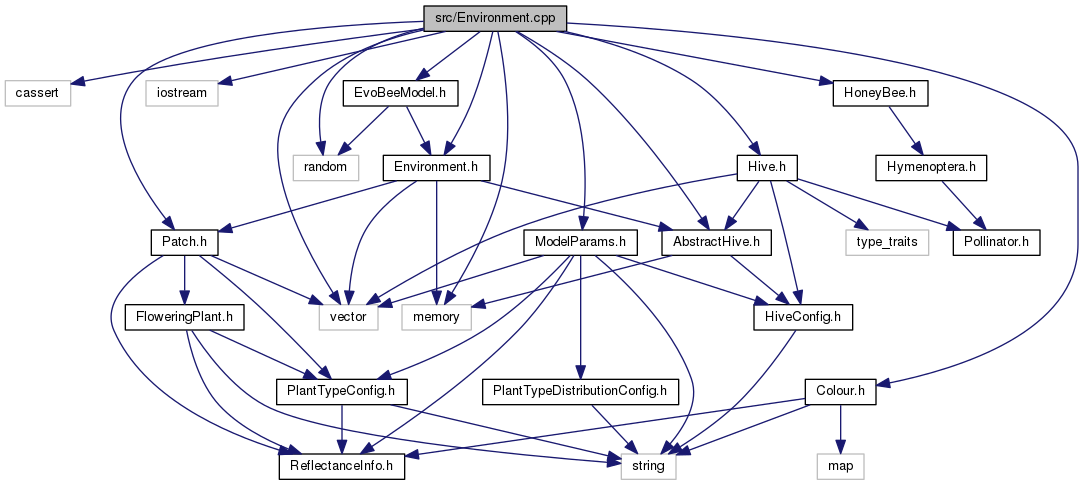 src/Environment.cpp
cassert
iostream
EvoBeeModel.h
HoneyBee.h
random
Environment.h
Hive.h
Hymenoptera.h
Patch.h
ModelParams.h
AbstractHive.h
type_traits
Pollinator.h
FloweringPlant.h
vector
memory
HiveConfig.h
PlantTypeConfig.h
PlantTypeDistributionConfig.h
Colour.h
ReflectanceInfo.h
string
map